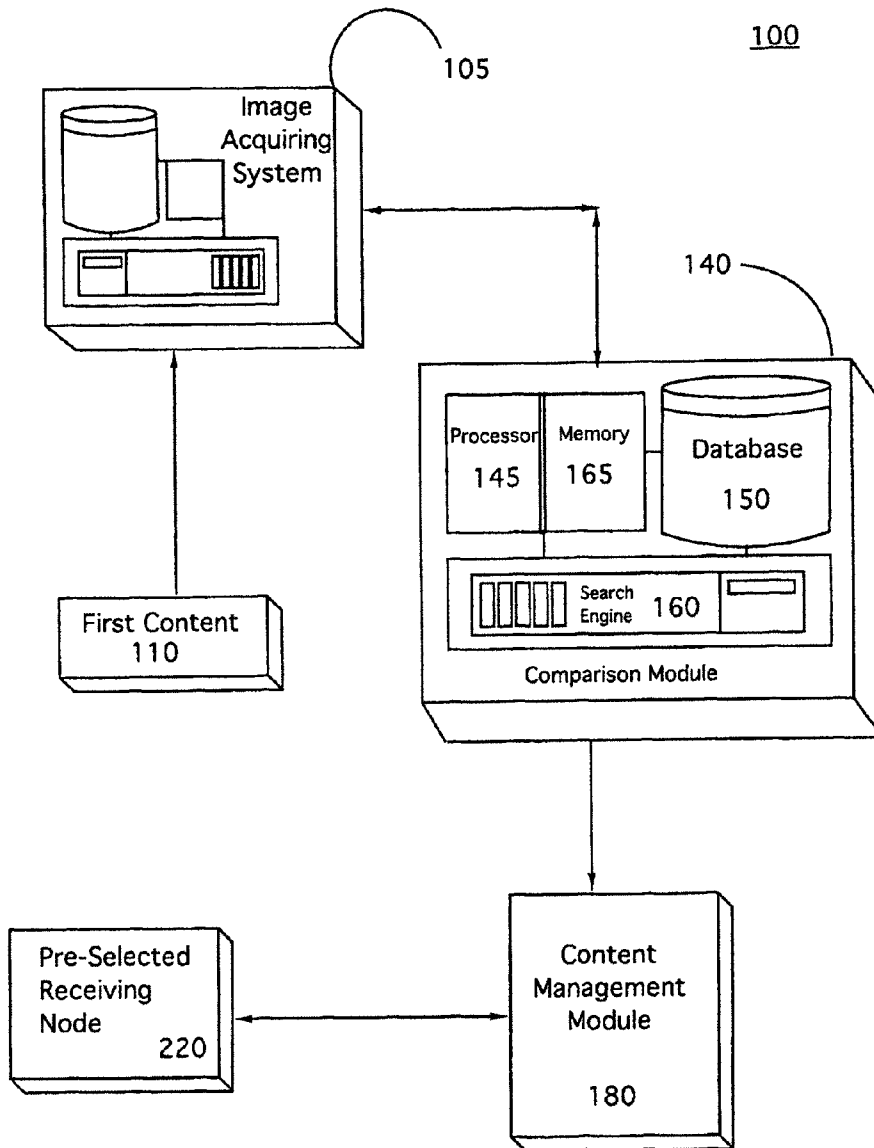 100
105
Image
Acquiring
System
140
Processor
145
Memory
165
Database
150
Search
Engine
160
Comparison Module
First Content
110
Pre-Selected
Receiving
Node
220
Content
Management
Module
180